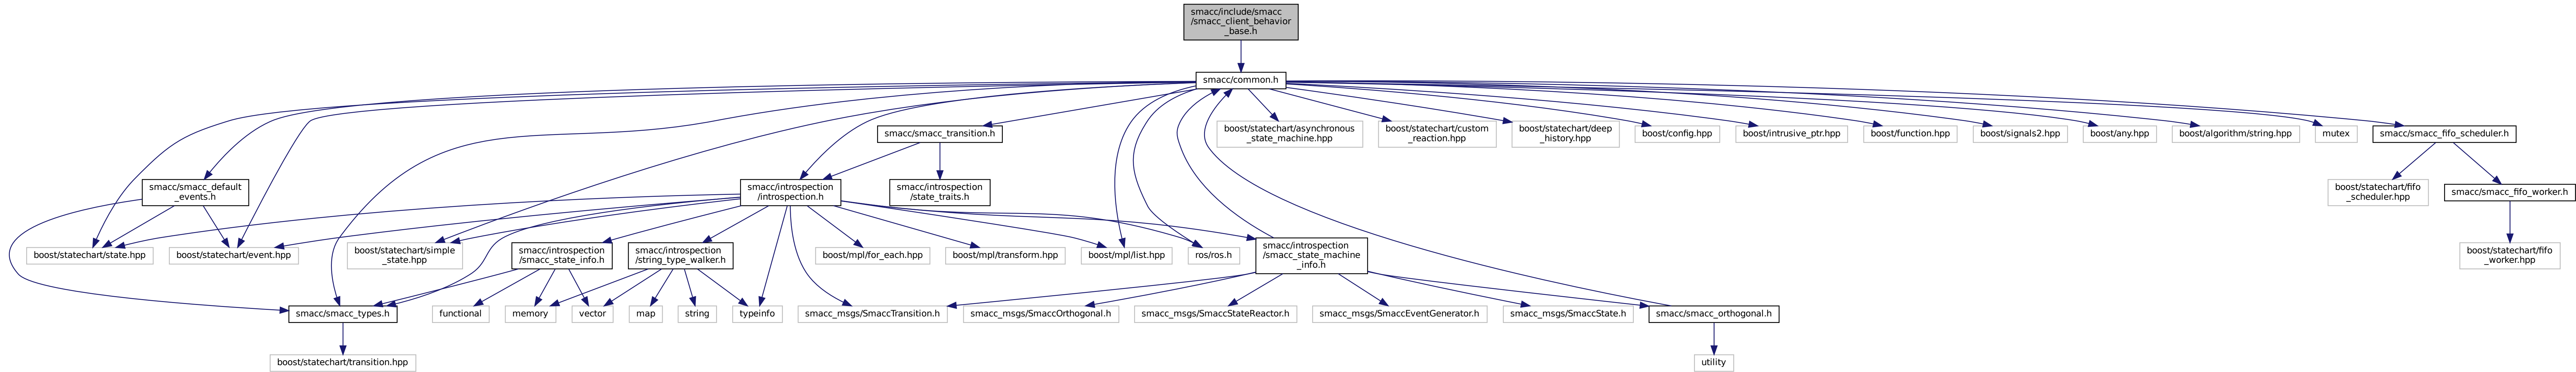 smacc/include/smacc
/smacc_client_behavior
_base.h
smacc/common.h
smacc/smacc_transition.h
boost/statechart/asynchronous
_state_machine.hpp
boost/statechart/custom
_reaction.hpp
boost/statechart/deep
_history.hpp
boost/config.hpp
boost/intrusive_ptr.hpp
boost/function.hpp
boost/signals2.hpp
boost/any.hpp
boost/algorithm/string.hpp
mutex
smacc/smacc_fifo_scheduler.h
smacc/smacc_default
_events.h
smacc/introspection
/introspection.h
smacc/introspection
/state_traits.h
boost/statechart/fifo
_scheduler.hpp
smacc/smacc_fifo_worker.h
boost/statechart/state.hpp
boost/statechart/event.hpp
boost/statechart/simple
_state.hpp
smacc/introspection
/smacc_state_info.h
smacc/introspection
/string_type_walker.h
boost/mpl/for_each.hpp
boost/mpl/transform.hpp
boost/mpl/list.hpp
ros/ros.h
smacc/introspection
/smacc_state_machine
_info.h
boost/statechart/fifo
_worker.hpp
smacc/smacc_types.h
functional
memory
vector
map
string
typeinfo
smacc_msgs/SmaccTransition.h
smacc_msgs/SmaccOrthogonal.h
smacc_msgs/SmaccStateReactor.h
smacc_msgs/SmaccEventGenerator.h
smacc_msgs/SmaccState.h
smacc/smacc_orthogonal.h
boost/statechart/transition.hpp
utility